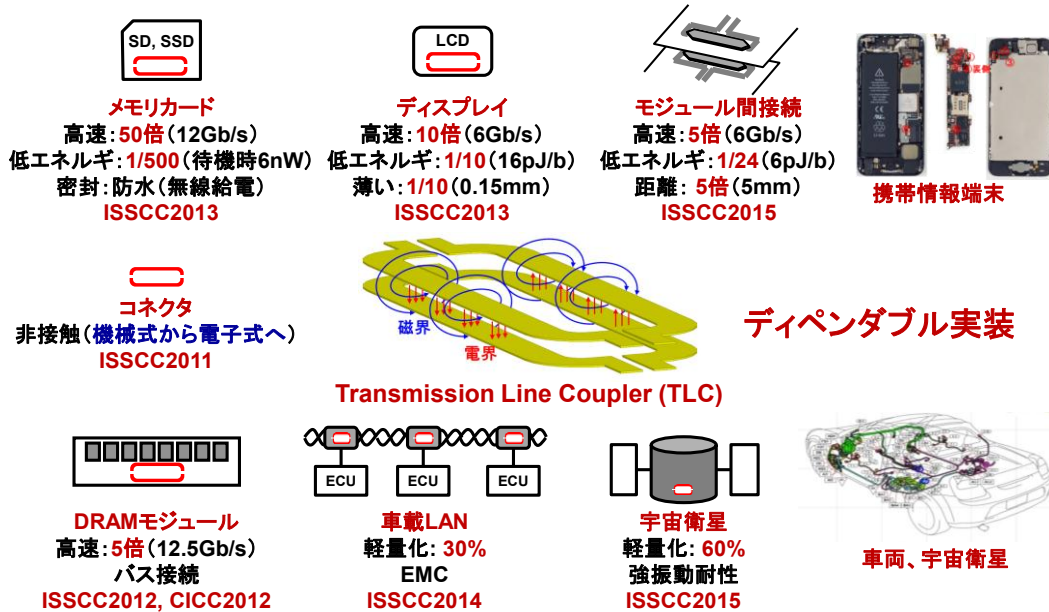 SD, SSD
メモリカード
高速:50倍(12Gb/s)
低エネルギ:1/500(待機時6nW)
密封:防水(無線給電)
ISSCC2013
LCD
ディスプレイ
高速:10倍(6Gb/s)
低エネルギ:1/10(16pJ/b)
薄い:1/10(0.15mm)
ISSCC2013
モジュール間接続
高速:5倍(6Gb/s)
低エネルギ:1/24(6pJ/b)
距離: 5倍(5mm)
ISSCC2015
携帯情報端末
コネクタ
非接触(機械式から電子式へ)
ISSCC2011
磁界
電界
Transmission Line Coupler (TLC)
ディペンダブル実装
DRAMモジュール
高速:5倍(12.5Gb/s)
バス接続
ISSCC2012, CICC2012
ECU
ECU
ECU
車載LAN
軽量化: 30%
EMC
ISSCC2014
宇宙衛星
軽量化: 60%
強振動耐性
ISSCC2015
車両、宇宙衛星